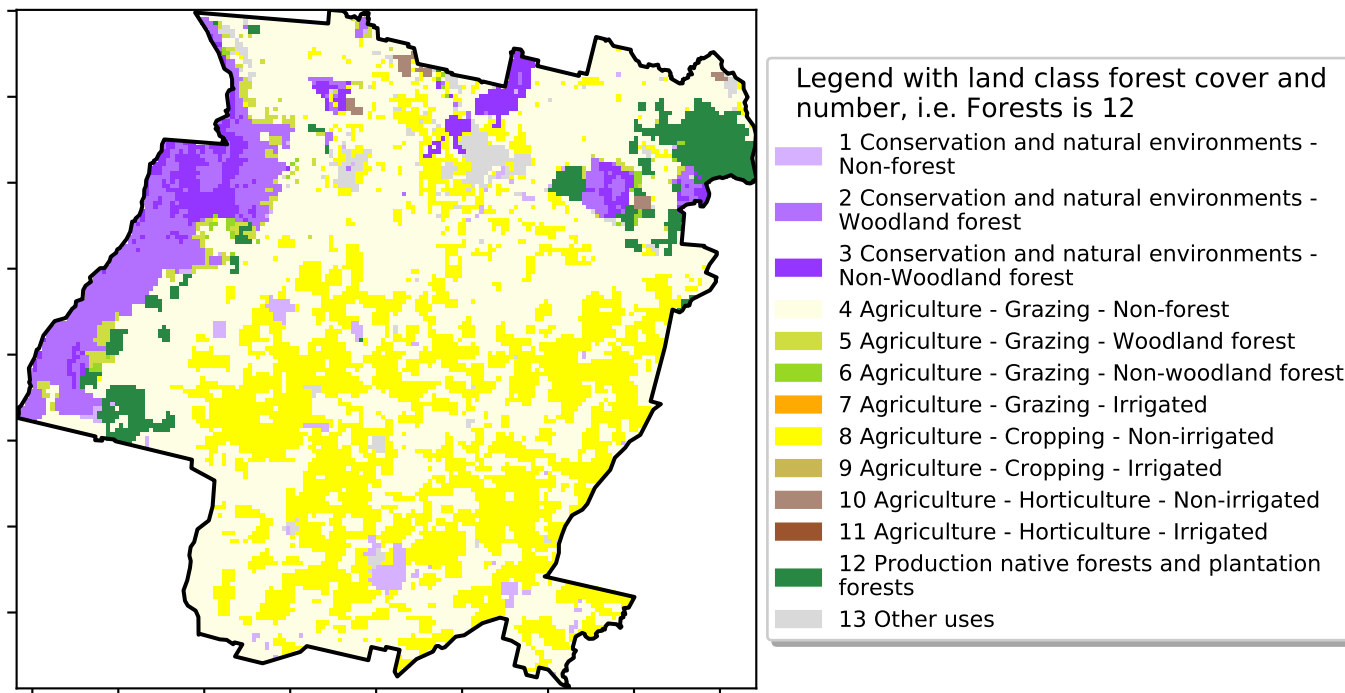 Legend with land class forest cover and
number, i.e. Forests is 12
1 Conservation and natural environments -
Non-forest
2 Conservation and natural environments -
Woodland forest
3 Conservation and natural environments -
Non-Woodland forest
4 Agriculture - Grazing - Non-forest
5 Agriculture - Grazing - Woodland forest
6 Agriculture - Grazing - Non-woodland forest
7 Agriculture - Grazing - Irrigated
8 Agriculture - Cropping - Non-irrigated
9 Agriculture - Cropping - Irrigated
10 Agriculture - Horticulture - Non-irrigated
11 Agriculture - Horticulture - Irrigated
12 Production native forests and plantation
forests
13 Other uses